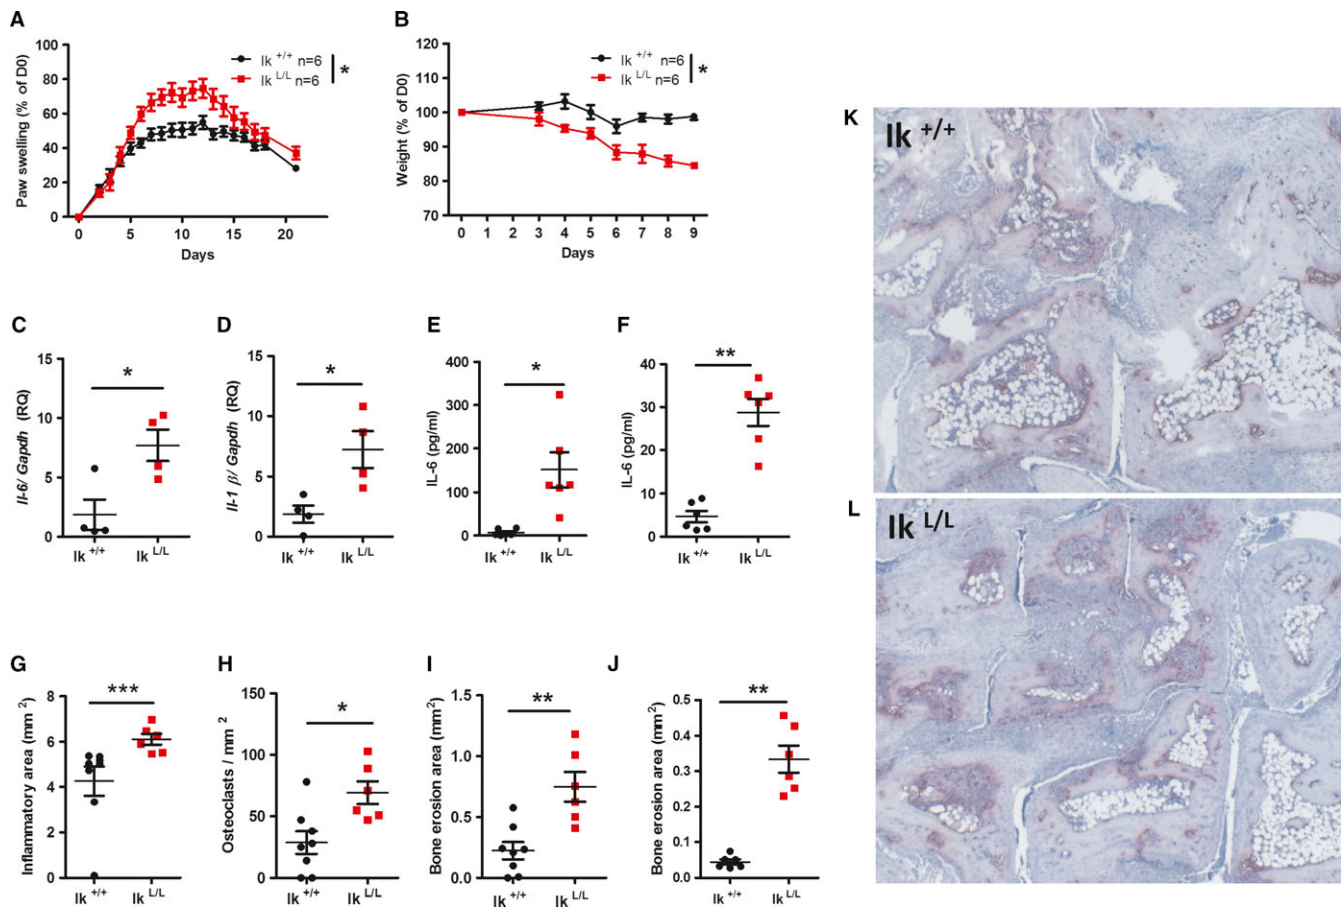 A
Paw swelling (% of D0)
100
80
60
40
20
0
0 5 10 15 20
Days
Ik +/+ n=6
Ik L/L n=6
*
B
Weight (% of D0)
120
110
100
90
80
70
0 1 2 3 4 5 6 7 8 9
Days
Ik +/+ n=6
Ik L/L n=6
*
C
Il-6/ Gapdh (RQ)
15
10
5
0
*
Ik +/+ Ik L/L
D
Il-1 β/ Gapdh (RQ)
15
10
5
0
*
Ik +/+ Ik L/L
E
IL-6 (pg/ml)
400
300
200
100
0
*
Ik +/+ Ik L/L
F
IL-6 (pg/ml)
40
30
20
10
0
**
Ik +/+ Ik L/L
G
Inflammatory area (mm 2)
8
6
4
2
0
***
Ik +/+ Ik L/L
H
Osteoclasts / mm 2
150
100
50
0
*
Ik +/+ Ik L/L
I
Bone erosion area (mm2)
1.5
1.0
0.5
0.0
**
Ik +/+ Ik L/L
J
Bone erosion area (mm2)
0.5
0.4
0.3
0.2
0.1
0.0
**
Ik +/+ Ik L/L
K
Ik +/+
L
Ik L/L